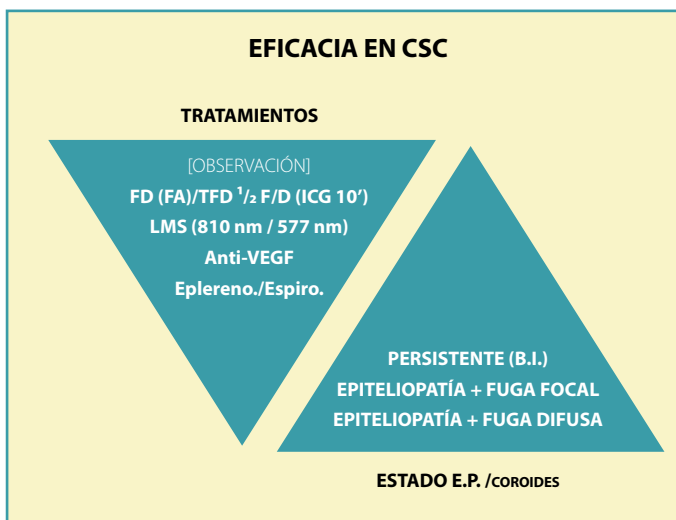 EFICACIA EN CSC
TRATAMIENTOS
[OBSERVACIÓN]
FD (FA)/TFD ¹/₂ F/D (ICG 10’)
LMS (810 nm / 577 nm)
Anti-VEGF
Eplereno./Espiro.
PERSISTENTE (B.I.)
EPITELIOPATÍA + FUGA FOCAL
EPITELIOPATÍA + FUGA DIFUSA
ESTADO E.P. /COROIDES